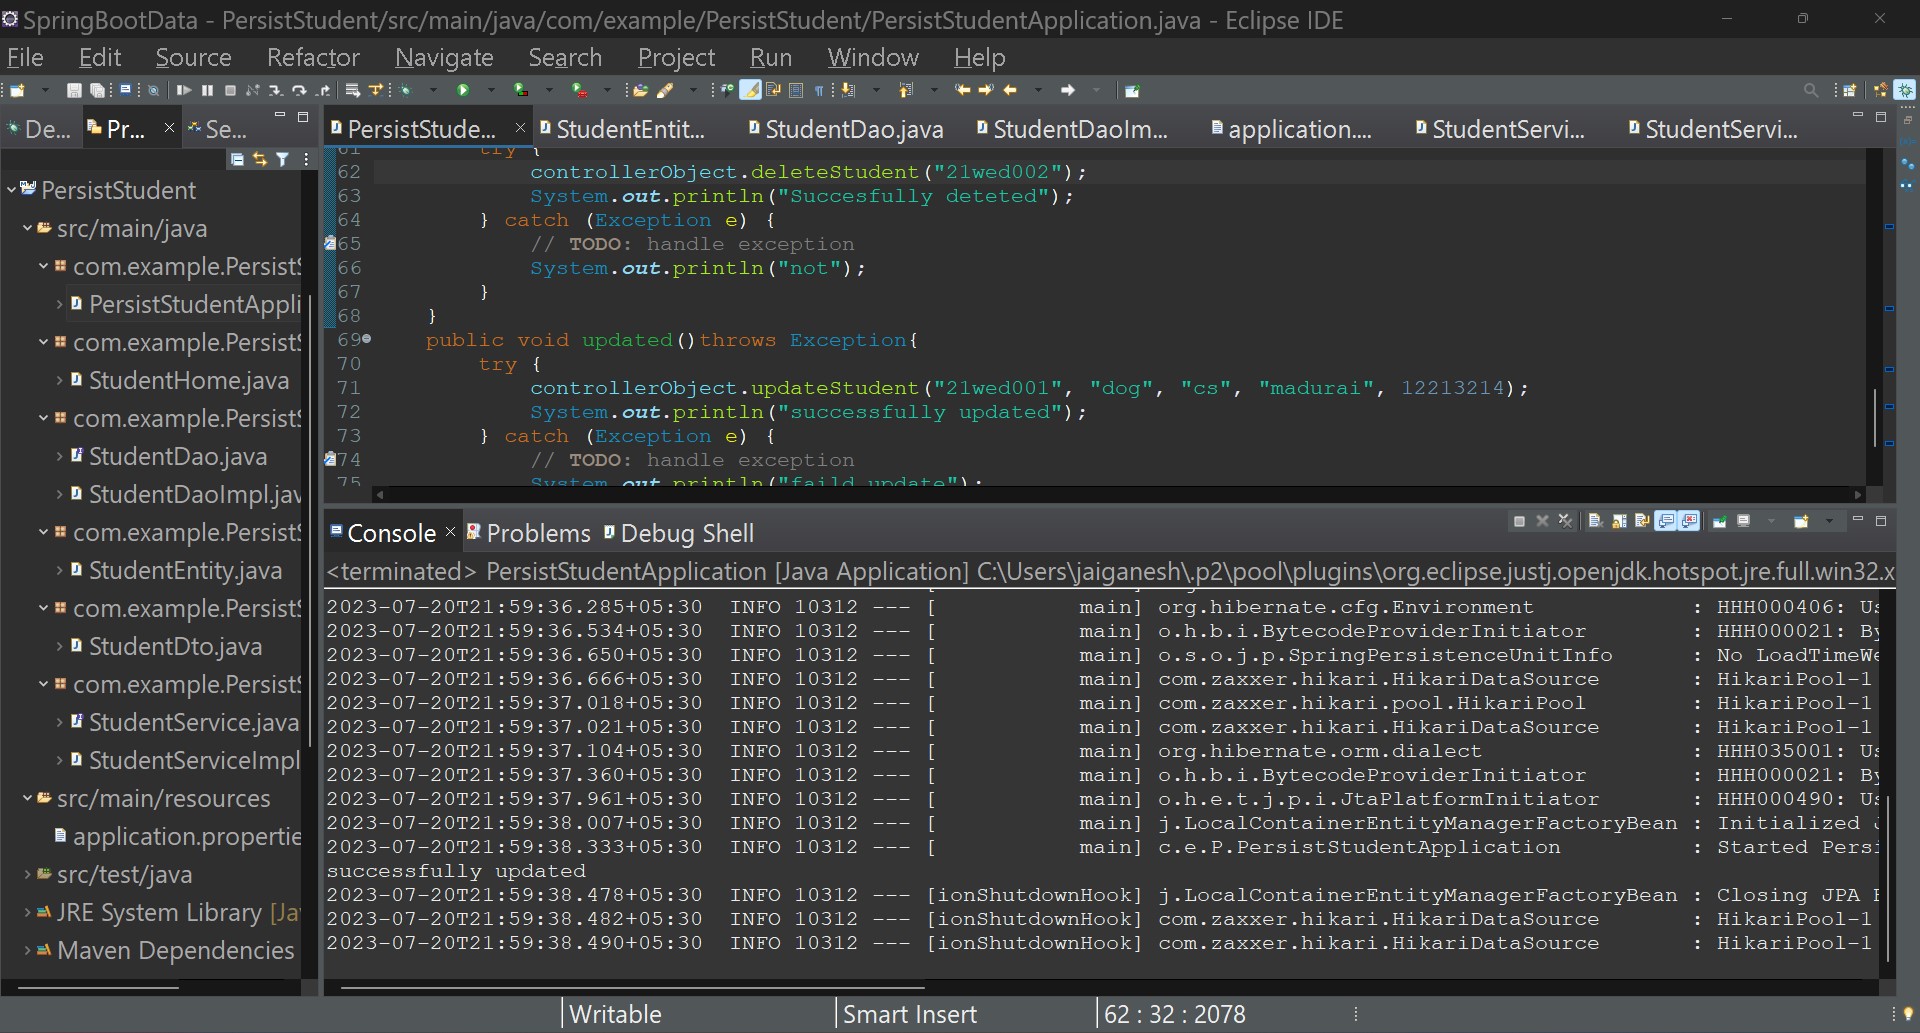 SpringBootData - PersistStudent/src/main/java/com/example/PersistStudent/PersistStudentApplication.java - Eclipse IDE
File Edit Source Refactor Navigate Search Project Run Window Help
De... Pr... Se...
PersistStudent
src/main/java
com.example.PersistS
PersistStudentAppli
com.example.PersistS
StudentHome.java
com.example.PersistS
StudentDao.java
StudentDaoImpl.jav
com.example.PersistS
StudentEntity.java
com.example.PersistS
StudentDto.java
com.example.PersistS
StudentService.java
StudentServiceImpl
src/main/resources
application.propertie
src/test/java
JRE System Library [Ja
Maven Dependencies
PersistStude... StudentEntit... StudentDao.java StudentDaoIm... application.... StudentServi... StudentServi...
61 try {
62 controllerObject.deleteStudent("21wed002");
63 System.out.println("Succesfully deteted");
64 } catch (Exception e) {
65 // TODO: handle exception
66 System.out.println("not");
67 }
68 }
69 public void updated()throws Exception{
70 try {
71 controllerObject.updateStudent("21wed001", "dog", "cs", "madurai", 12213214);
72 System.out.println("successfully updated");
73 } catch (Exception e) {
74 // TODO: handle exception
75 System.out.println("faild update");
Console Problems Debug Shell
<terminated> PersistStudentApplication [Java Application] C:\Users\jaiganesh\.p2\pool\plugins\org.eclipse.justj.openjdk.hotspot.jre.full.win32.x
2023-07-20T21:59:36.285+05:30 INFO 10312 --- [ main] org.hibernate.cfg.Environment : HHH000406: Us
2023-07-20T21:59:36.534+05:30 INFO 10312 --- [ main] o.h.b.i.BytecodeProviderInitiator : HHH000021: By
2023-07-20T21:59:36.650+05:30 INFO 10312 --- [ main] o.s.o.j.p.SpringPersistenceUnitInfo : No LoadTimeWe
2023-07-20T21:59:36.666+05:30 INFO 10312 --- [ main] com.zaxxer.hikari.HikariDataSource : HikariPool-1
2023-07-20T21:59:37.018+05:30 INFO 10312 --- [ main] com.zaxxer.hikari.pool.HikariPool : HikariPool-1
2023-07-20T21:59:37.021+05:30 INFO 10312 --- [ main] com.zaxxer.hikari.HikariDataSource : HikariPool-1
2023-07-20T21:59:37.104+05:30 INFO 10312 --- [ main] org.hibernate.orm.dialect : HHH035001: Us
2023-07-20T21:59:37.360+05:30 INFO 10312 --- [ main] o.h.b.i.BytecodeProviderInitiator : HHH000021: By
2023-07-20T21:59:37.961+05:30 INFO 10312 --- [ main] o.h.e.t.j.p.i.JtaPlatformInitiator : HHH000490: Us
2023-07-20T21:59:38.007+05:30 INFO 10312 --- [ main] j.LocalContainerEntityManagerFactoryBean : Initialized J
2023-07-20T21:59:38.333+05:30 INFO 10312 --- [ main] c.e.P.PersistStudentApplication : Started Persi
successfully updated
2023-07-20T21:59:38.478+05:30 INFO 10312 --- [ionShutdownHook] j.LocalContainerEntityManagerFactoryBean : Closing JPA E
2023-07-20T21:59:38.482+05:30 INFO 10312 --- [ionShutdownHook] com.zaxxer.hikari.HikariDataSource : HikariPool-1
2023-07-20T21:59:38.490+05:30 INFO 10312 --- [ionShutdownHook] com.zaxxer.hikari.HikariDataSource : HikariPool-1
Writable Smart Insert 62 : 32 : 2078